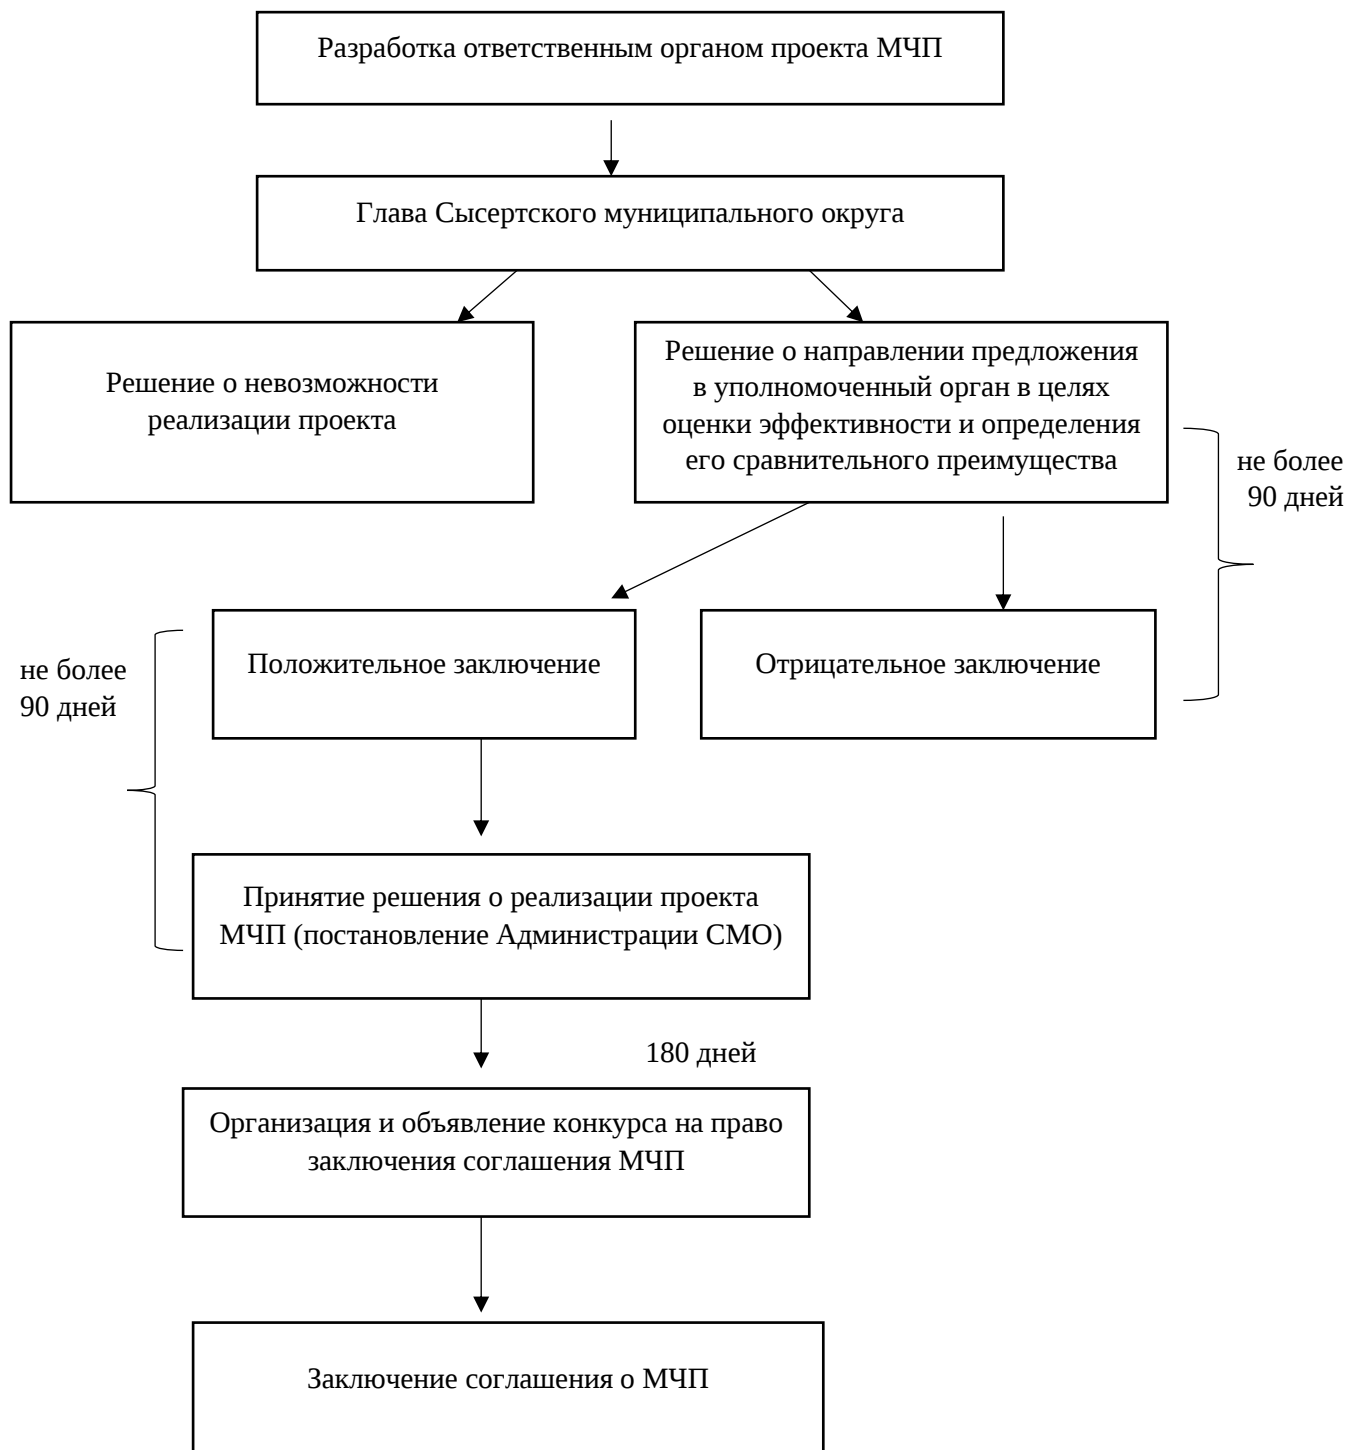 Разработка ответственным органом проекта МЧП
Глава Сысертского муниципального округа
Решение о невозможности
реализации проекта
Решение о направлении предложения
в уполномоченный орган в целях
оценки эффективности и определения
его сравнительного преимущества
не более
90 дней
не более
90 дней
Положительное заключение
Отрицательное заключение
Принятие решения о реализации проекта
МЧП (постановление Администрации СМО)
180 дней
Организация и объявление конкурса на право
заключения соглашения МЧП
Заключение соглашения о МЧП